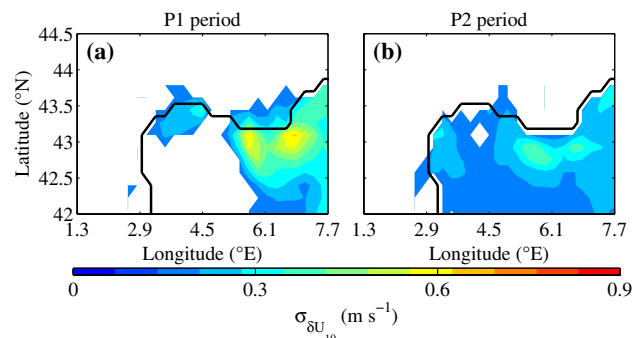 P1 period P2 period
(a) (b)
Latitude (°N)
44.5
44
43.5
43
42.5
42
1.3 2.9 4.5 6.1 7.7 1.3 2.9 4.5 6.1 7.7
Longitude (°E) Longitude (°E)
0 0.3 0.6 0.9
σδU10 (m s−1)